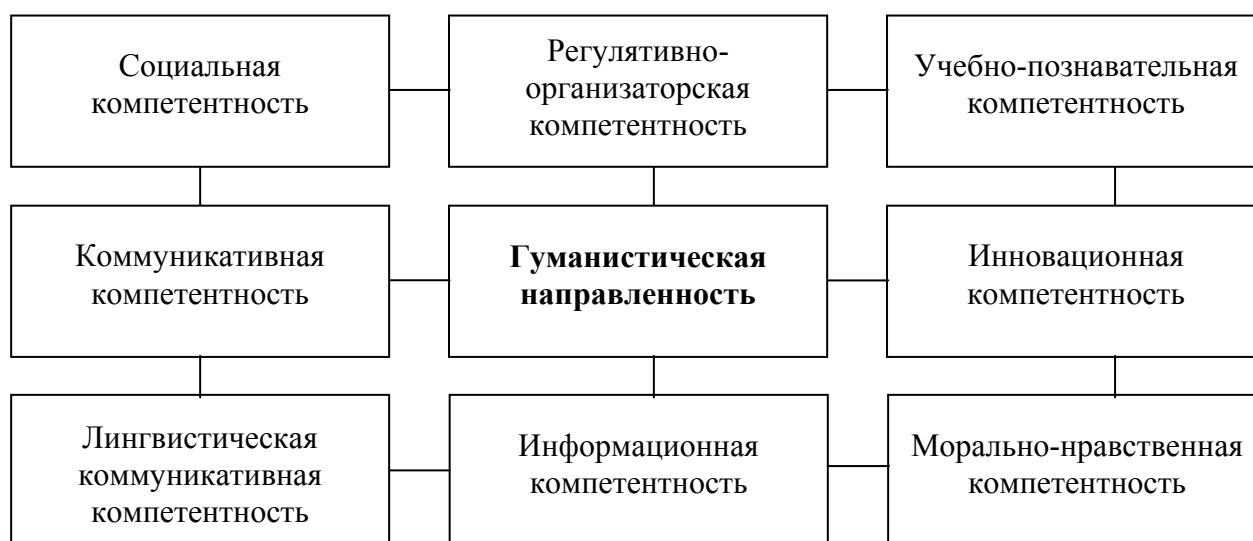 Социальная
компетентность
Регулятивно-
организаторская
компетентность
Учебно-познавательная
компетентность
Коммуникативная
компетентность
Гуманистическая
направленность
Инновационная
компетентность
Лингвистическая
коммуникативная
компетентность
Информационная
компетентность
Морально-нравственная
компетентность